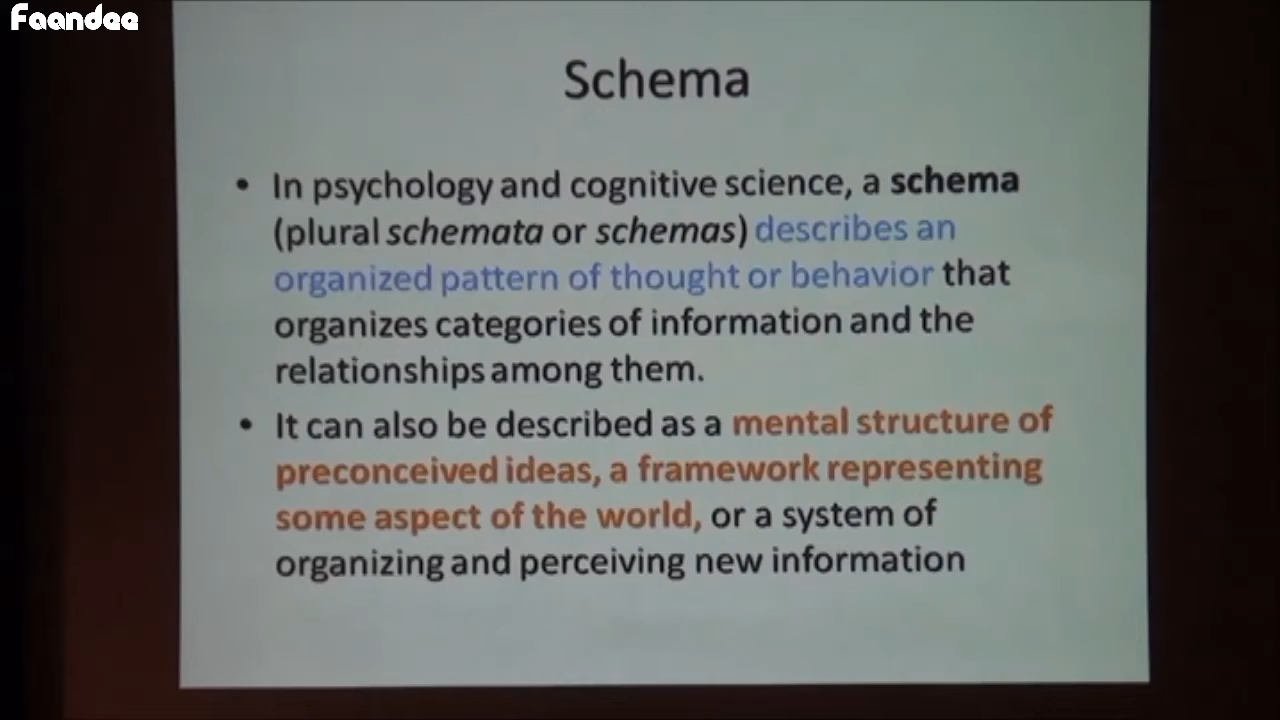 Faandee
Schema
• In psychology and cognitive science, a schema
(plural schemata or schemas) describes an
organized pattern of thought or behavior that
organizes categories of information and the
relationships among them.
• It can also be described as a mental structure of
preconceived ideas, a framework representing
some aspect of the world, or a system of
organizing and perceiving new information